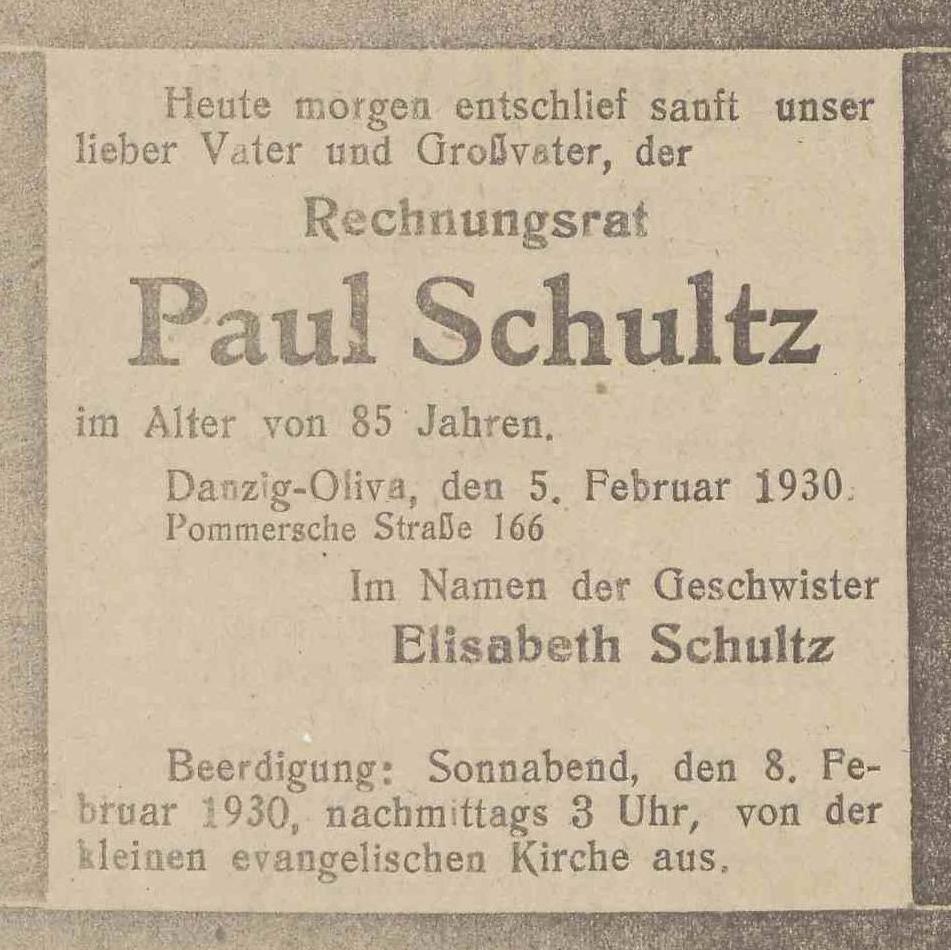 Heute morgen entschlief sanft unser
lieber Vater und Großvater, der
Rechnungsrat
Paul Schultz
im Alter von 85 Jahren.
Danzig-Oliva, den 5. Februar 1930.
Pommersche Straße 166
Im Namen der Geschwister
Elisabeth Schultz
Beerdigung: Sonnabend, den 8. Fe-
bruar 1930, nachmittags 3 Uhr, von der
kleinen evangelischen Kirche aus.